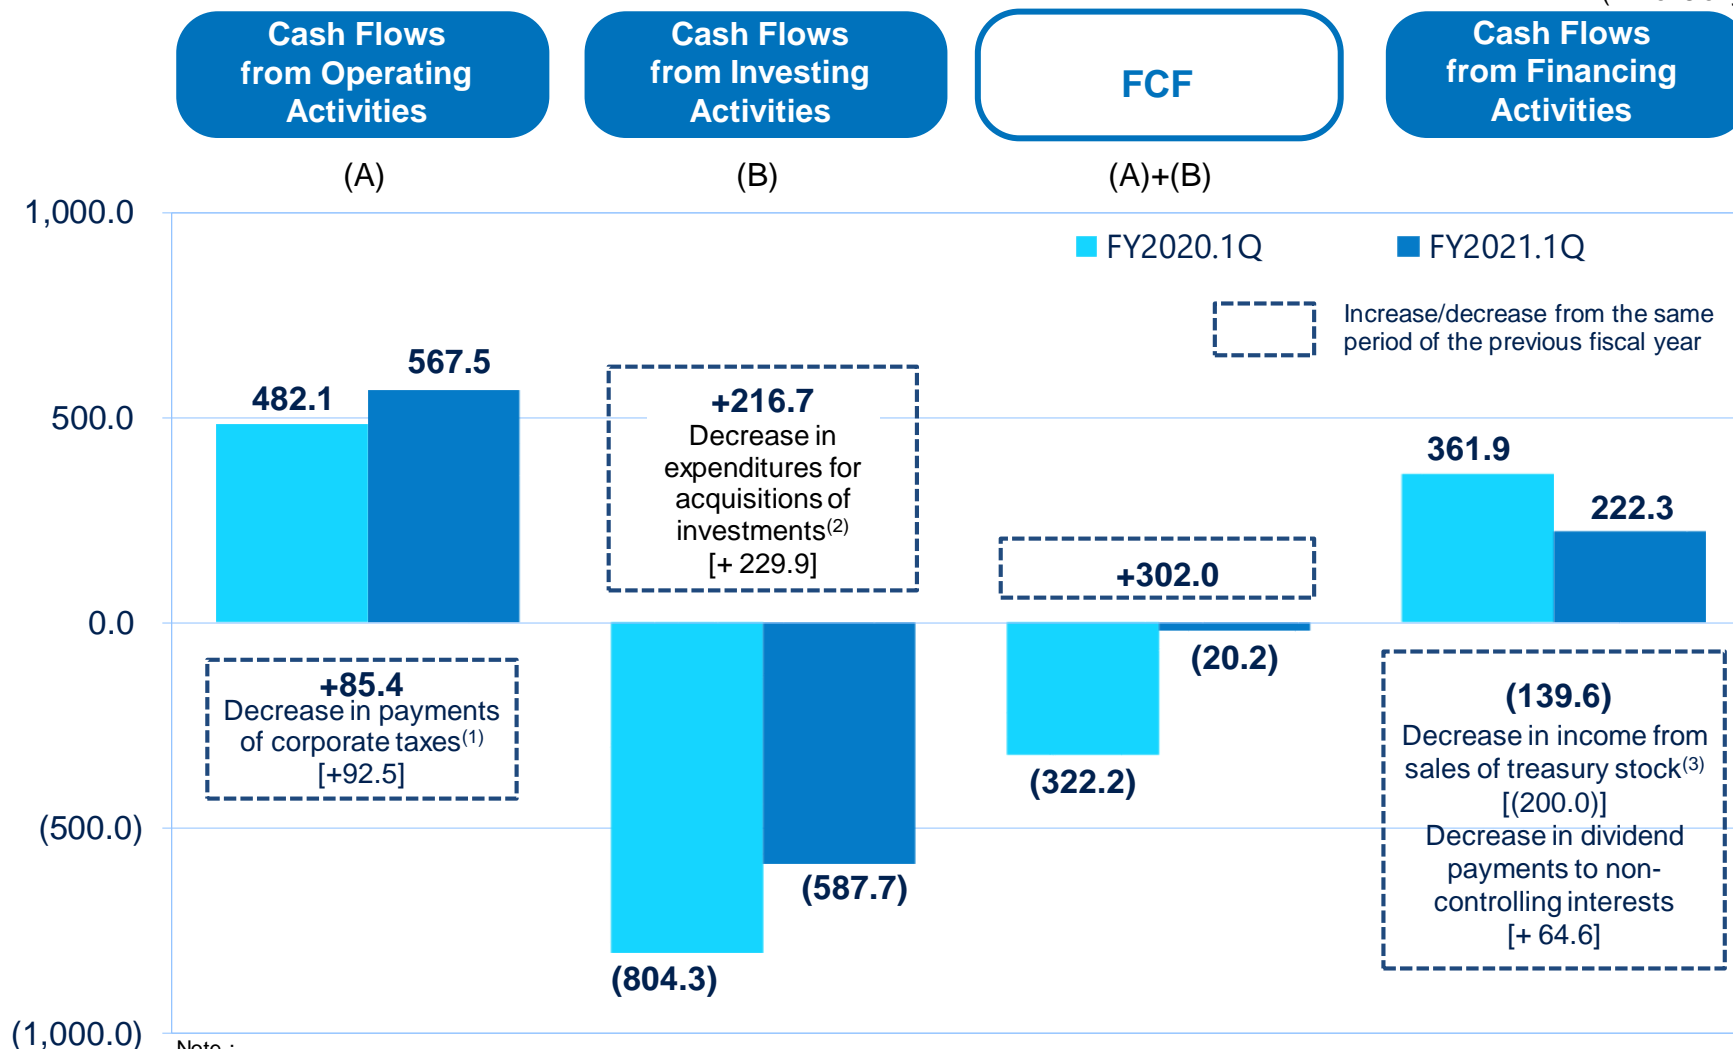 Cash Flows
from Operating
Activities
Cash Flows
from Investing
Activities
FCF
Cash Flows
from Financing
Activities
(A)
(B)
(A)+(B)
1,000.0
500.0
0.0
(500.0)
(1,000.0)
FY2020.1Q
FY2021.1Q
Increase/decrease from the same
period of the previous fiscal year
482.1
567.5
+85.4
Decrease in payments
of corporate taxes(1)
[+92.5]
+216.7
Decrease in
expenditures for
acquisitions of
investments(2)
[+ 229.9]
(804.3)
(587.7)
+302.0
(322.2)
(20.2)
361.9
222.3
(139.6)
Decrease in income from
sales of treasury stock(3)
[(200.0)]
Decrease in dividend
payments to non-
controlling interests
[+ 64.6]
Note :